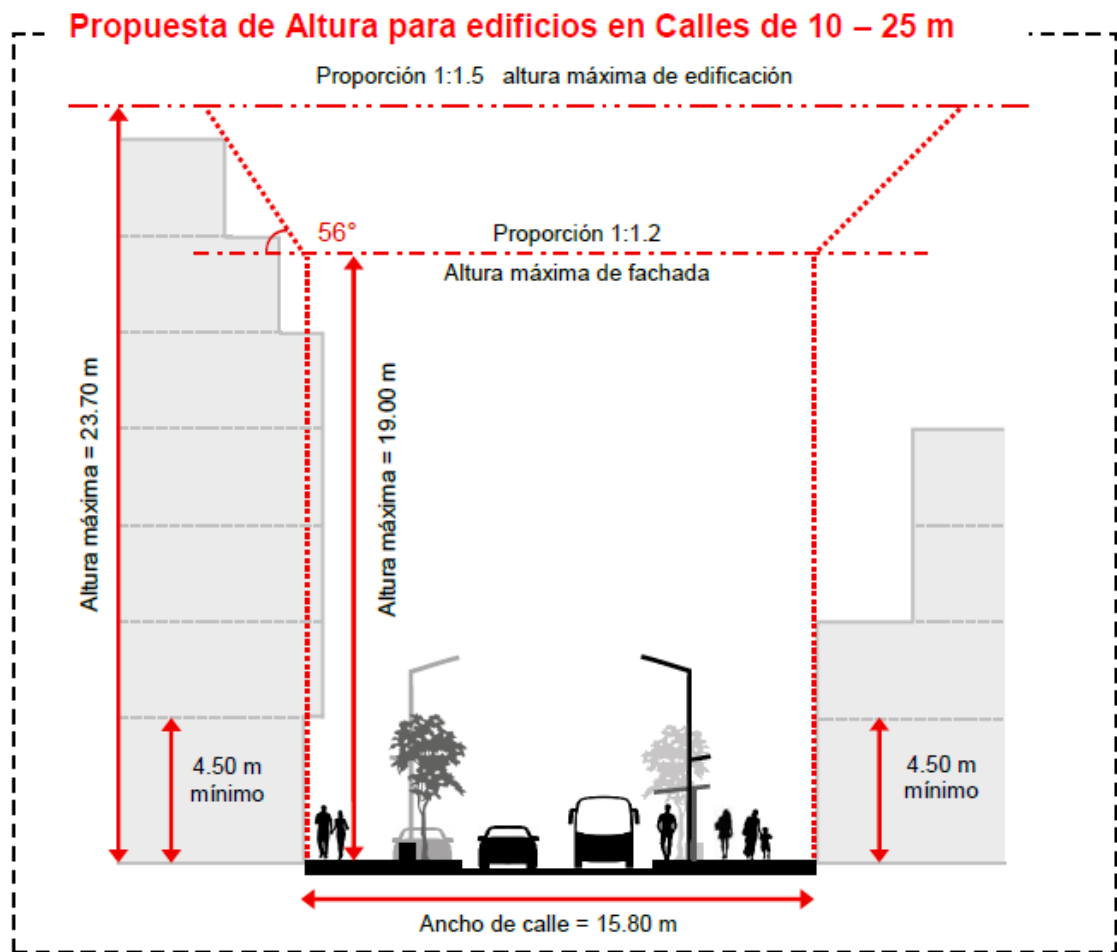 Propuesta de Altura para edificios en Calles de 10 – 25 m
Proporción 1:1.5 altura máxima de edificación
56°
Proporción 1:1.2
Altura máxima de fachada
Altura máxima = 23.70 m
Altura máxima = 19.00 m
4.50 m
mínimo
4.50 m
mínimo
Ancho de calle = 15.80 m